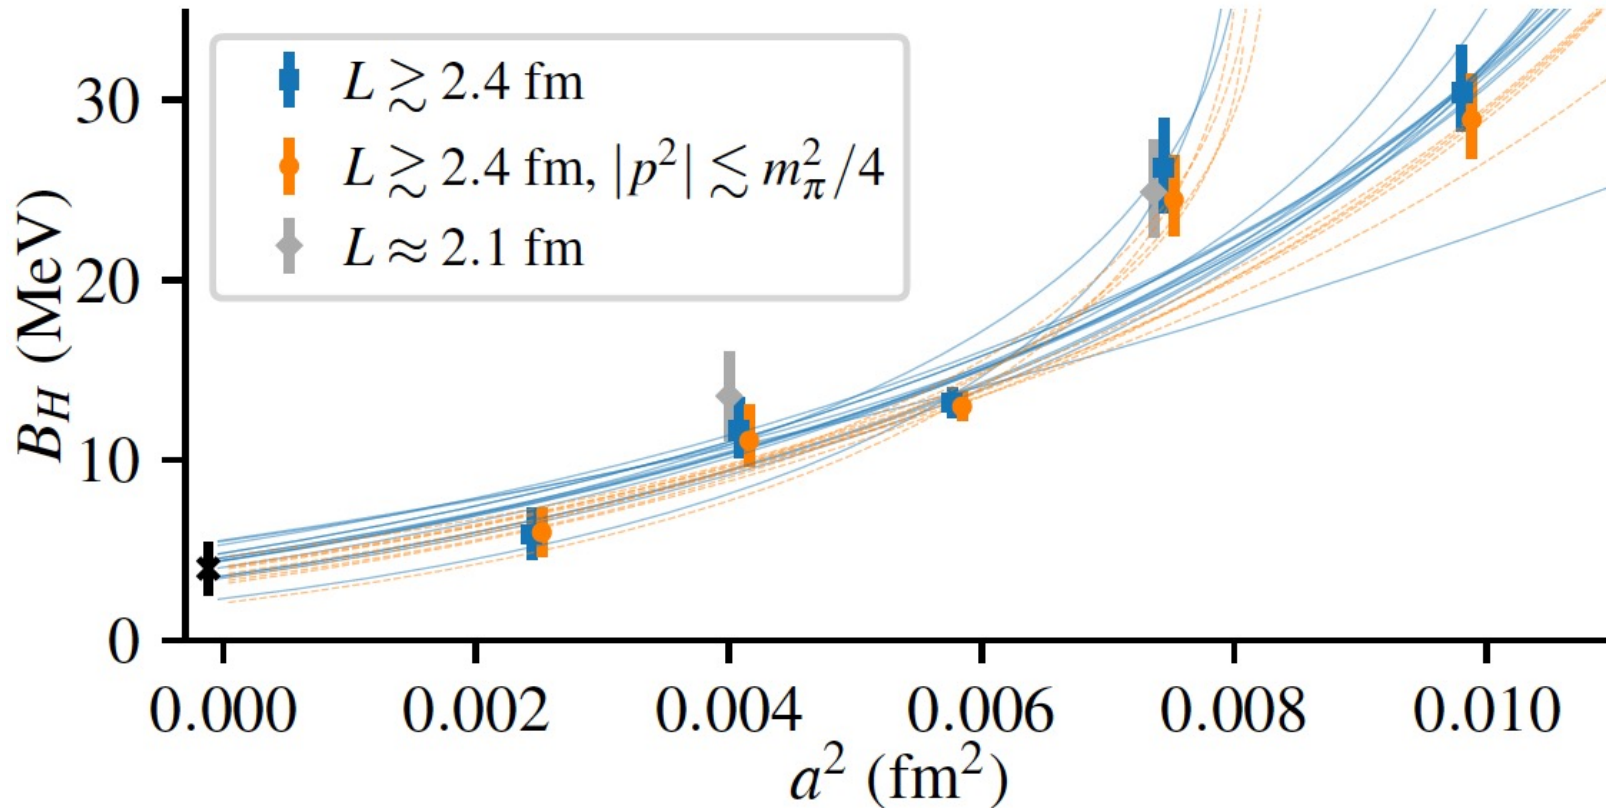 L ≳ 2.4 fm
L ≳ 2.4 fm, |p²| ≲ m_π²/4
L ≈ 2.1 fm
B_H (MeV)
30
20
10
0
0.000 0.002 0.004 0.006 0.008 0.010
a² (fm²)